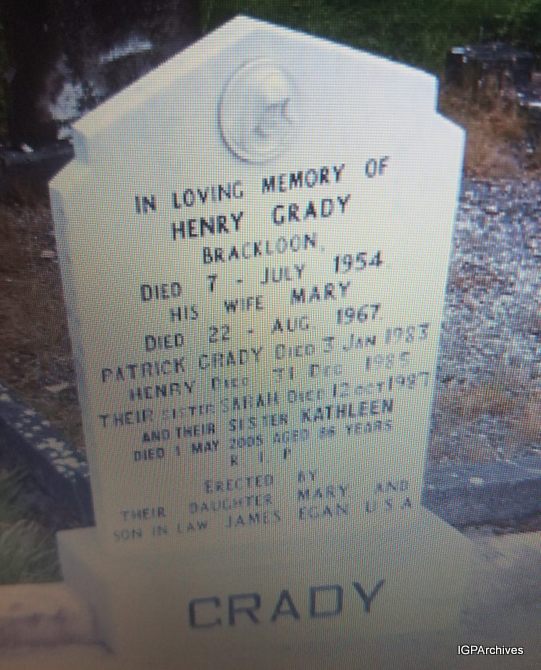 IN LOVING MEMORY OF
HENRY GRADY
BRACKLOON.
DIED 7 - JULY 1954.
HIS WIFE MARY
DIED 22 - AUG. 1967.
PATRICK GRADY DIED 3 JAN 1983
HENRY DIED 31 DEC 1985
THEIR SISTER SARAH DIED 12 OCT 1987
AND THEIR SISTER KATHLEEN
DIED 1 MAY 2005 AGED 86 YEARS
R I P
ERECTED BY
THEIR DAUGHTER MARY AND
SON IN LAW JAMES EGAN U.S.A
GRADY
IGPArchives